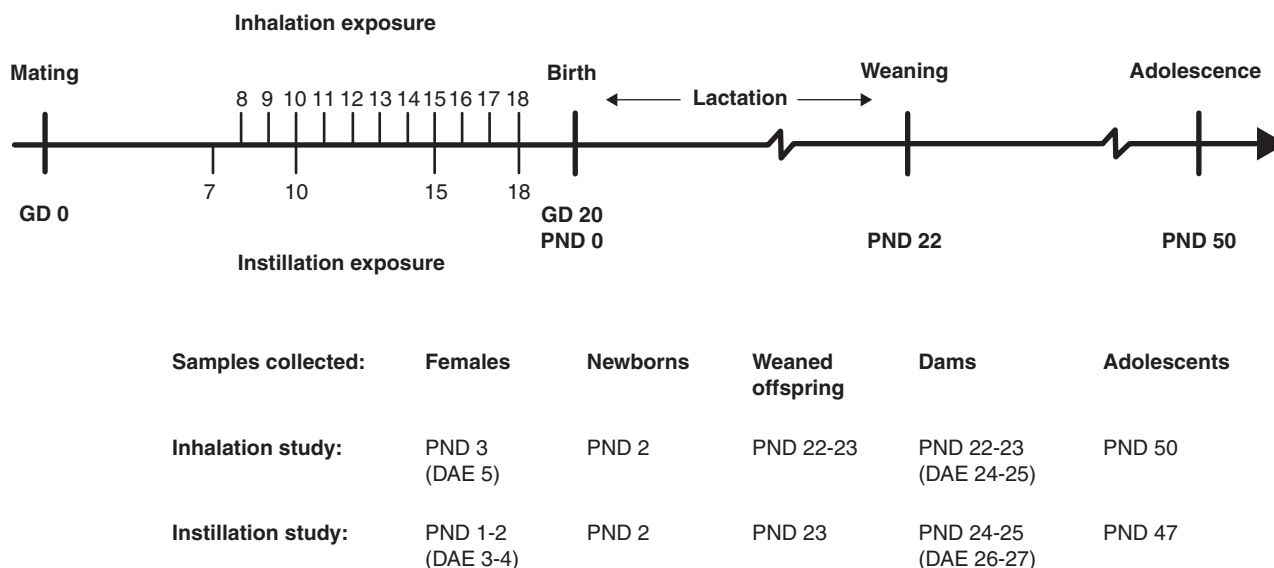 Inhalation exposure
Mating
Birth
Weaning
Adolescence
8 9 10 11 12 13 14 15 16 17 18
Lactation
7 10 15 18
GD 0
GD 20
PND 0
PND 22
PND 50
Instillation exposure
Samples collected: Females Newborns Weaned offspring Dams Adolescents
Inhalation study: PND 3 PND 2 PND 22-23 PND 22-23 PND 50
(DAE 5) (DAE 24-25)
Instillation study: PND 1-2 PND 2 PND 23 PND 24-25 PND 47
(DAE 3-4) (DAE 26-27)